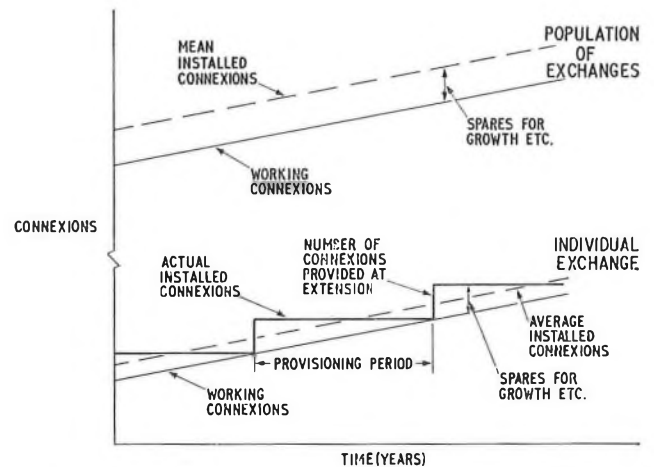 MEAN
INSTALLED
CONNEXIONS
POPULATION
OF
EXCHANGES
SPARES FOR
GROWTH ETC.
WORKING
CONNEXIONS
CONNEXIONS
ACTUAL
INSTALLED
CONNEXIONS
NUMBER OF
CONNEXIONS
PROVIDED AT
EXTENSION
INDIVIDUAL
EXCHANGE
AVERAGE
INSTALLED
CONNEXIONS
PROVISIONING PERIOD
SPARES FOR
GROWTH ETC.
WORKING
CONNEXIONS
TIME(YEARS)